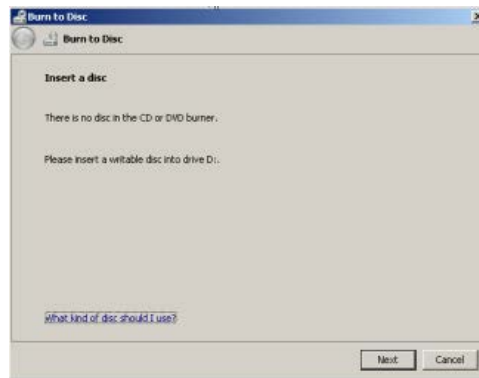 Burn to Disc
Burn to Disc
Insert a disc
There is no disc in the CD or DVD burner.
Please insert a writable disc into drive D:.
What kind of disc should I use?
Next
Cancel